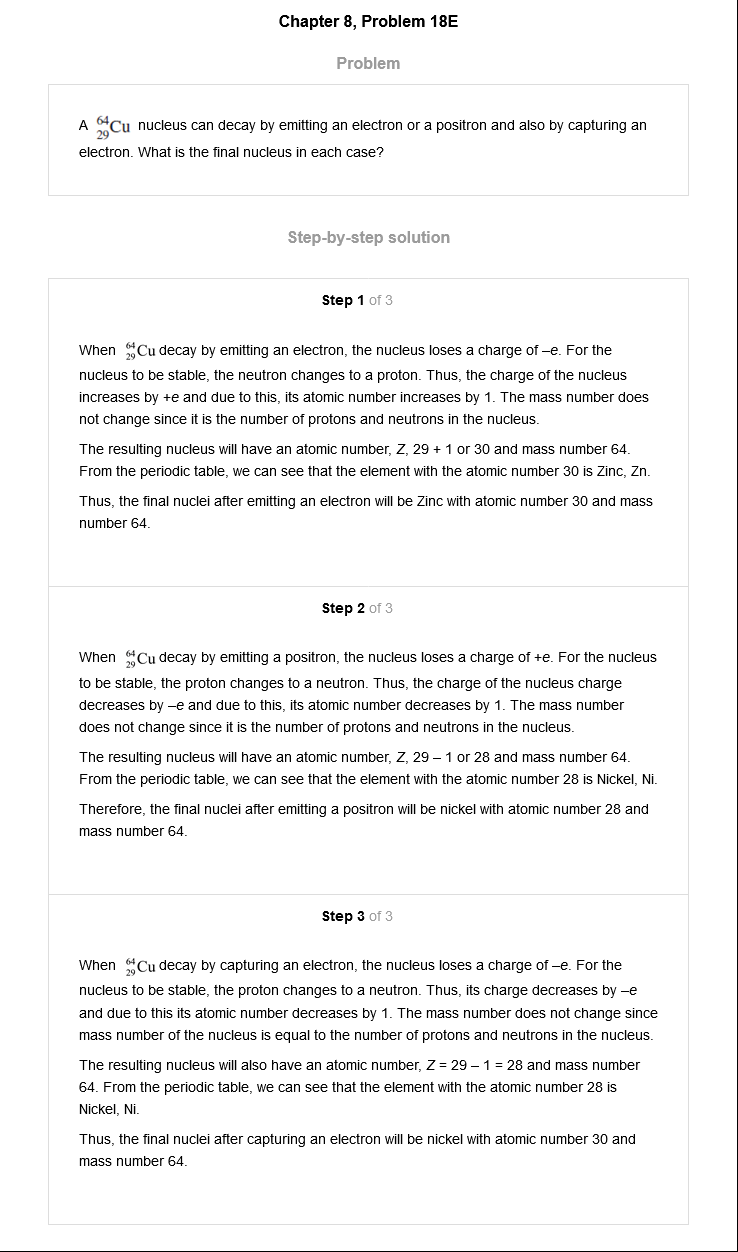 Chapter 8, Problem 18E
Problem
A ⁶⁴₂₉Cu nucleus can decay by emitting an electron or a positron and also by capturing an
electron. What is the final nucleus in each case?
Step-by-step solution
Step 1 of 3
When ⁶⁴₂₉Cu decay by emitting an electron, the nucleus loses a charge of –e. For the
nucleus to be stable, the neutron changes to a proton. Thus, the charge of the nucleus
increases by +e and due to this, its atomic number increases by 1. The mass number does
not change since it is the number of protons and neutrons in the nucleus.
The resulting nucleus will have an atomic number, Z, 29 + 1 or 30 and mass number 64.
From the periodic table, we can see that the element with the atomic number 30 is Zinc, Zn.
Thus, the final nuclei after emitting an electron will be Zinc with atomic number 30 and mass
number 64.
Step 2 of 3
When ⁶⁴₂₉Cu decay by emitting a positron, the nucleus loses a charge of +e. For the nucleus
to be stable, the proton changes to a neutron. Thus, the charge of the nucleus charge
decreases by –e and due to this, its atomic number decreases by 1. The mass number
does not change since it is the number of protons and neutrons in the nucleus.
The resulting nucleus will have an atomic number, Z, 29 – 1 or 28 and mass number 64.
From the periodic table, we can see that the element with the atomic number 28 is Nickel, Ni.
Therefore, the final nuclei after emitting a positron will be nickel with atomic number 28 and
mass number 64.
Step 3 of 3
When ⁶⁴₂₉Cu decay by capturing an electron, the nucleus loses a charge of –e. For the
nucleus to be stable, the proton changes to a neutron. Thus, its charge decreases by –e
and due to this its atomic number decreases by 1. The mass number does not change since
mass number of the nucleus is equal to the number of protons and neutrons in the nucleus.
The resulting nucleus will also have an atomic number, Z = 29 – 1 = 28 and mass number
64. From the periodic table, we can see that the element with the atomic number 28 is
Nickel, Ni.
Thus, the final nuclei after capturing an electron will be nickel with atomic number 30 and
mass number 64.